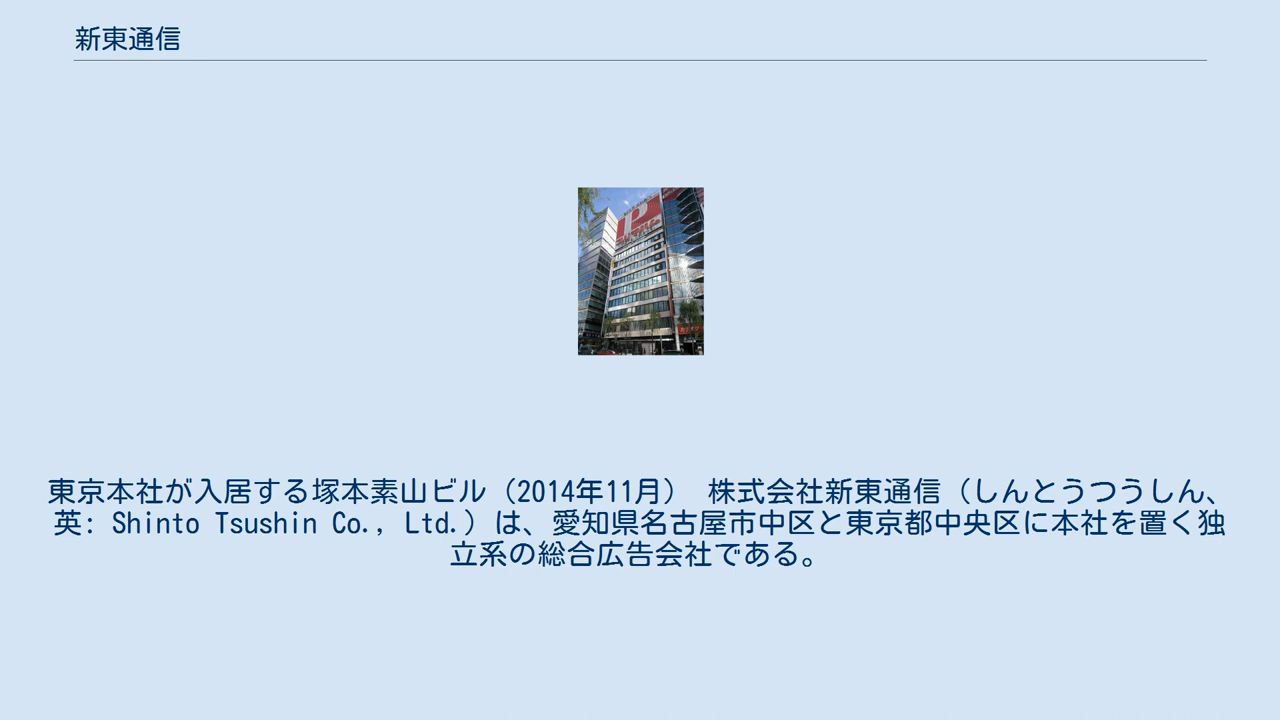 新東通信
東京本社が入居する塚本素山ビル（2014年11月） 株式会社新東通信（しんとうつうしん、
英: Shinto Tsushin Co., Ltd.）は、愛知県名古屋市中区と東京都中央区に本社を置く独
立系の総合広告会社である。